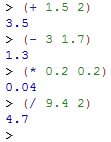 > (+ 1.5 2)
3.5
> (- 3 1.7)
1.3
> (* 0.2 0.2)
0.04
> (/ 9.4 2)
4.7
>